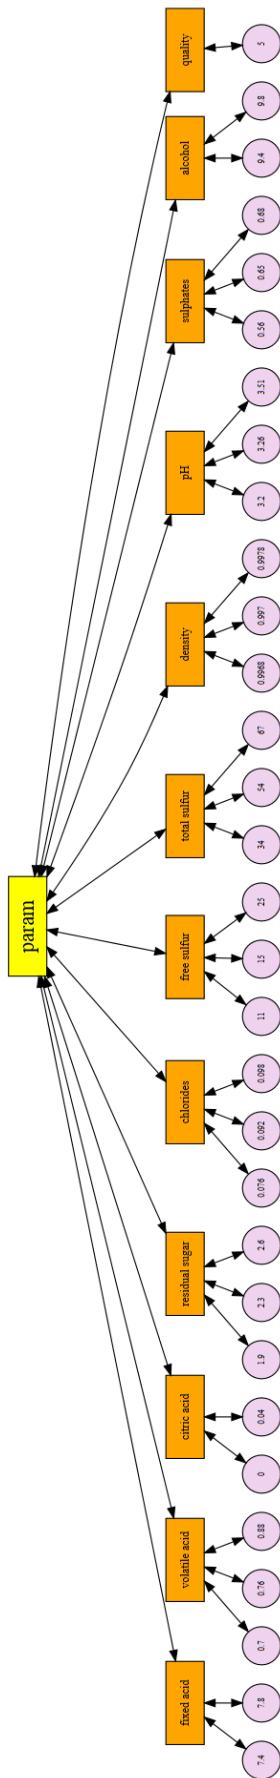 param
fixed acid
volatile acid
citric acid
residual sugar
chlorides
free sulfur
total sulfur
density
pH
sulphates
alcohol
quality
7.4
7.8
0.7
0.76
0.88
0
0.04
1.9
2.3
2.6
0.076
0.092
0.098
11
15
25
34
54
67
0.9968
0.997
0.9978
3.2
3.26
3.51
0.56
0.65
0.68
9.4
9.8
5